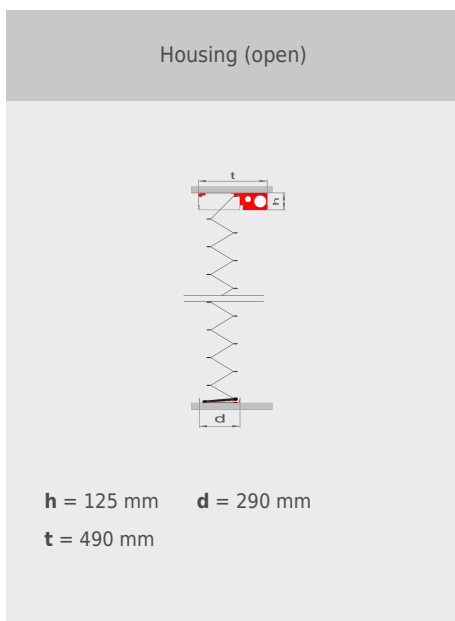 Housing (open)
t
h
d
h = 125 mm d = 290 mm
t = 490 mm